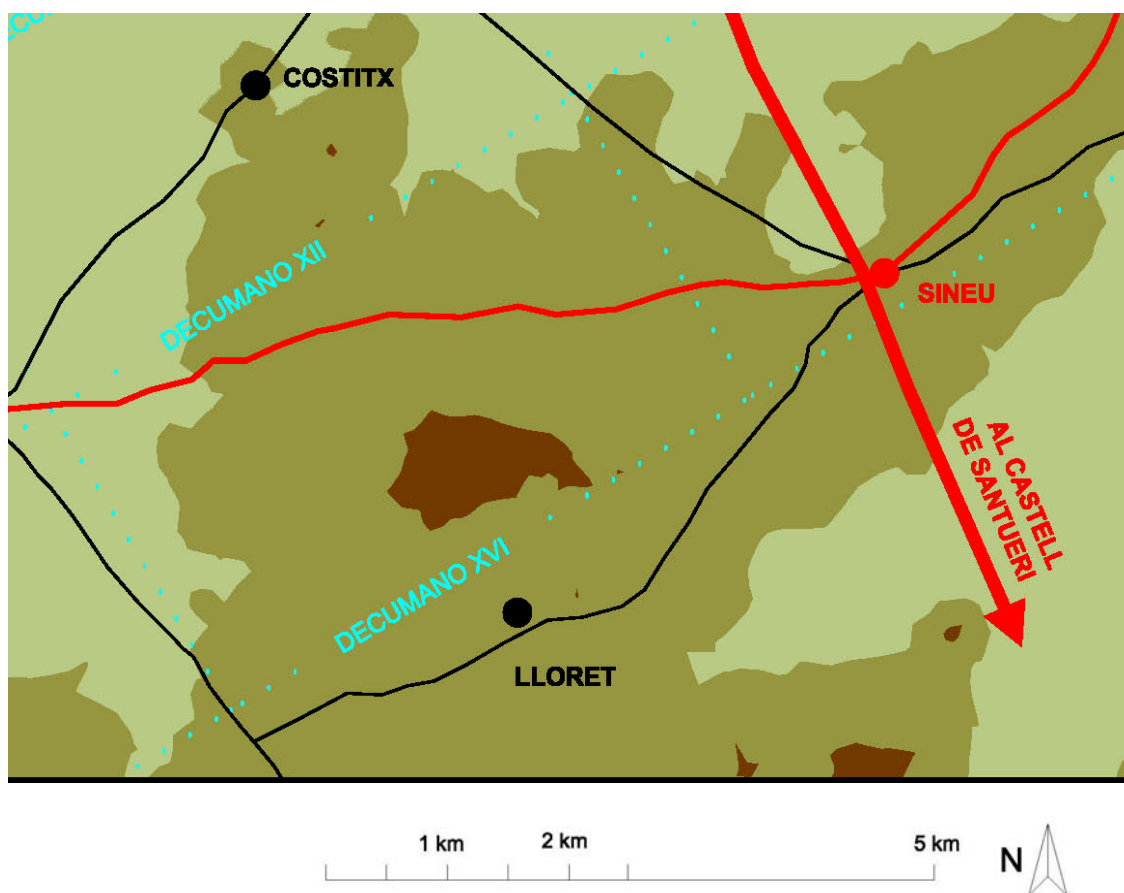 COSTITX
DECUMANO XII
SINEU
AL CASTELL
DE SANTUERI
DECUMANO XVI
LLORET
1 km
2 km
5 km
N